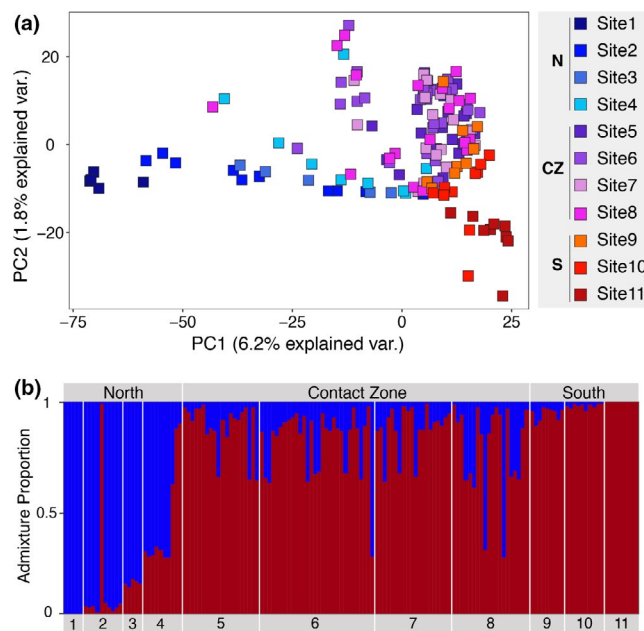 (a)
20
0
−20
PC2 (1.8% explained var.)
−75
−50
−25
0
25
PC1 (6.2% explained var.)
N
Site1
Site2
Site3
Site4
CZ
Site5
Site6
Site7
Site8
S
Site9
Site10
Site11
(b)
North
Contact Zone
South
1
0.5
0
Admixture Proportion
1 2 3 4 5 6 7 8 9 10 11